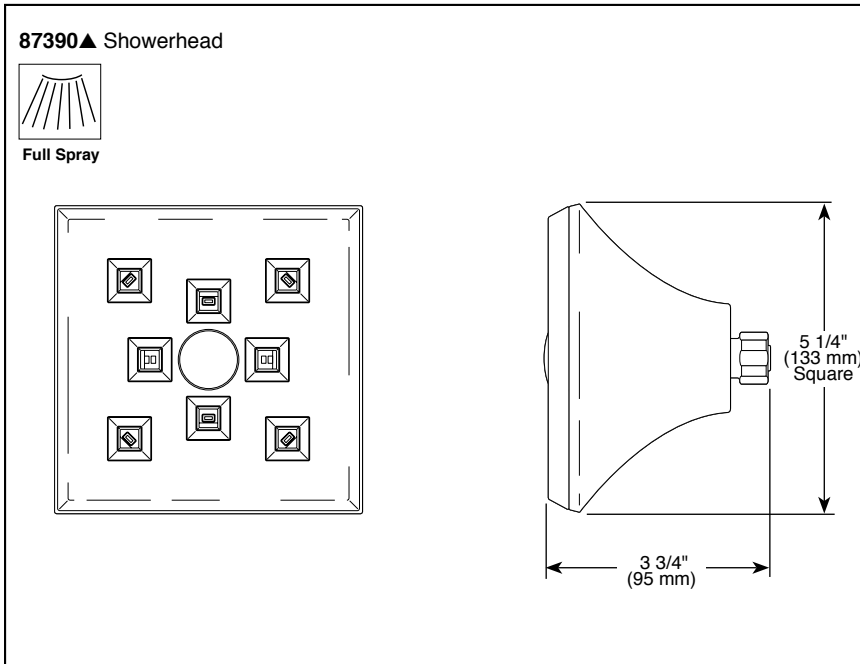 87390▲ Showerhead
Full Spray
5 1/4"
(133 mm)
Square
3 3/4"
(95 mm)